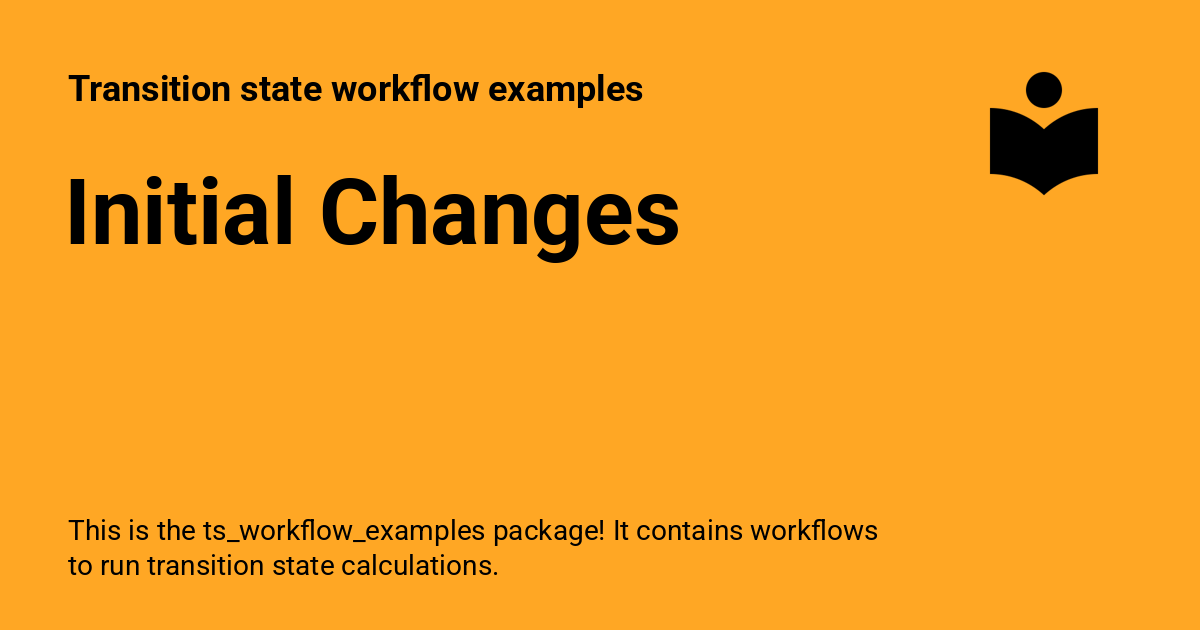 Transition state workflow examples
Initial Changes
This is the ts_workflow_examples package! It contains workflows
to run transition state calculations.